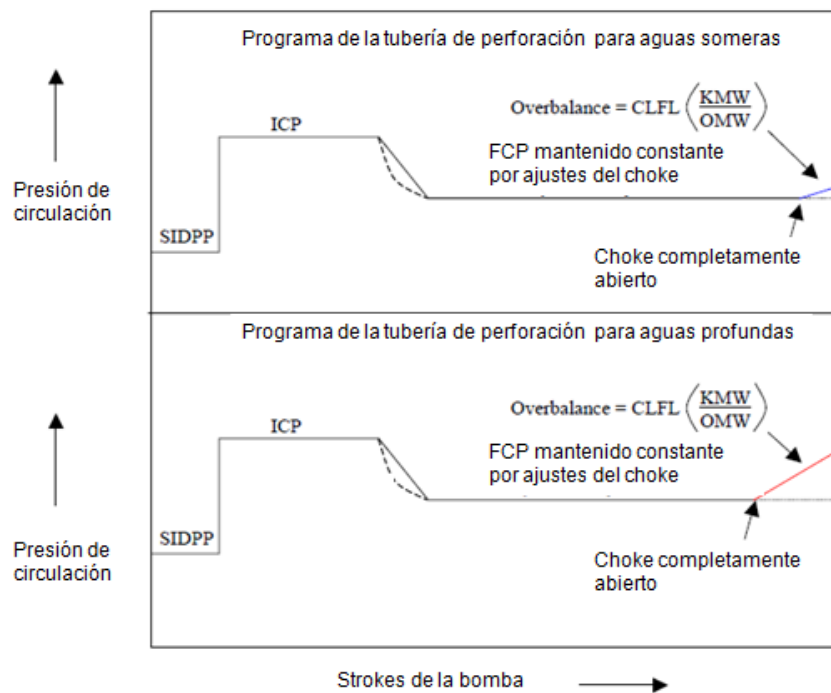 Programa de la tubería de perforación para aguas someras
Overbalance = CLFL (KMW/OMW)
ICP
FCP mantenido constante
por ajustes del choke
Presión de
circulación
SIDPP
Choke completamente
abierto
Programa de la tubería de perforación para aguas profundas
Overbalance = CLFL (KMW/OMW)
ICP
FCP mantenido constante
por ajustes del choke
Presión de
circulación
SIDPP
Choke completamente
abierto
Strokes de la bomba